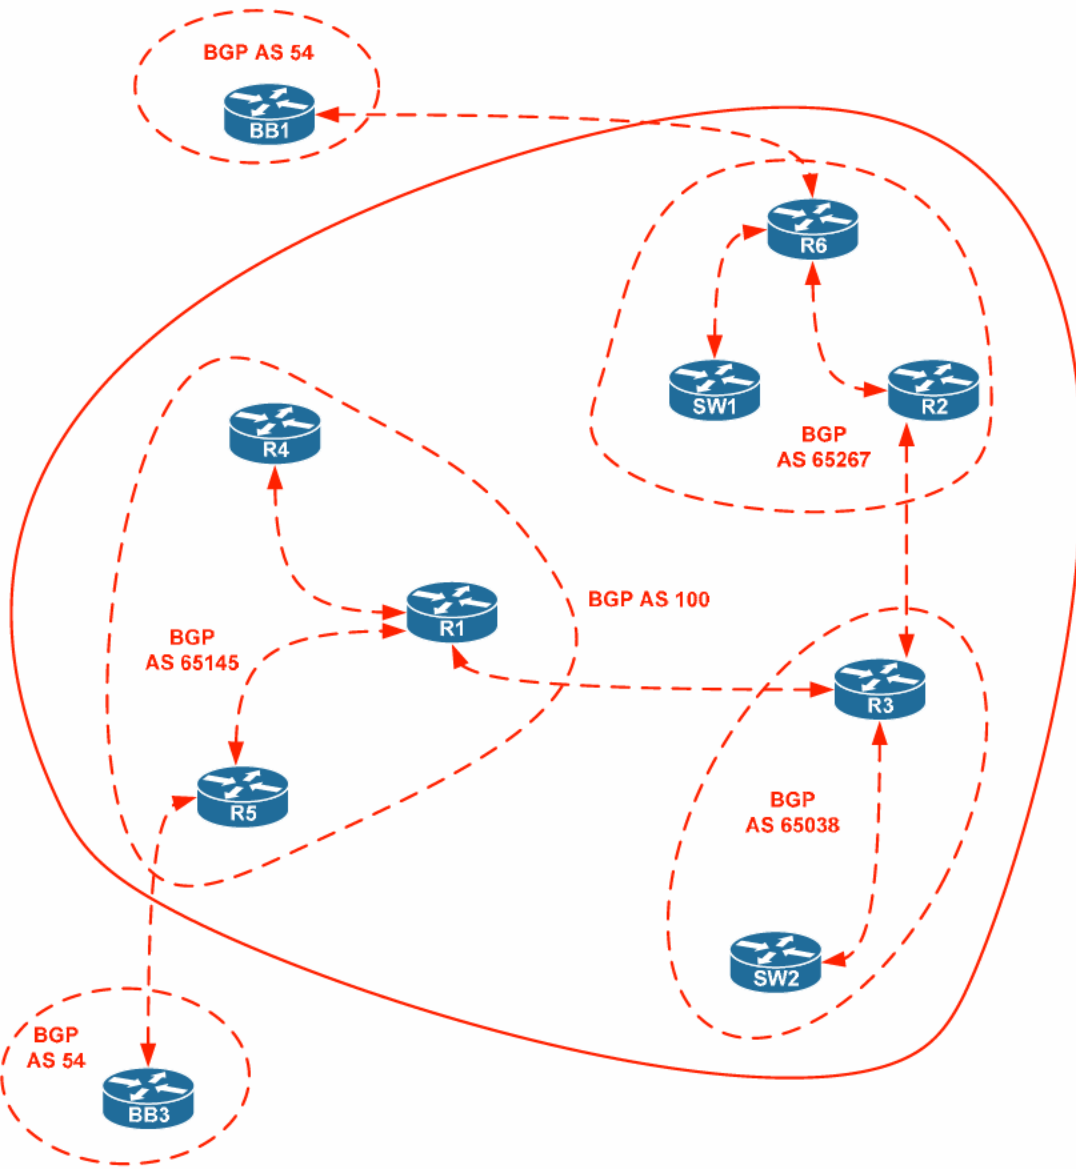 BGP AS 54
BB1
R6
SW1
R2
BGP
AS 65267
R4
R1
BGP AS 100
BGP
AS 65145
R3
R5
BGP
AS 65038
SW2
BGP
AS 54
BB3